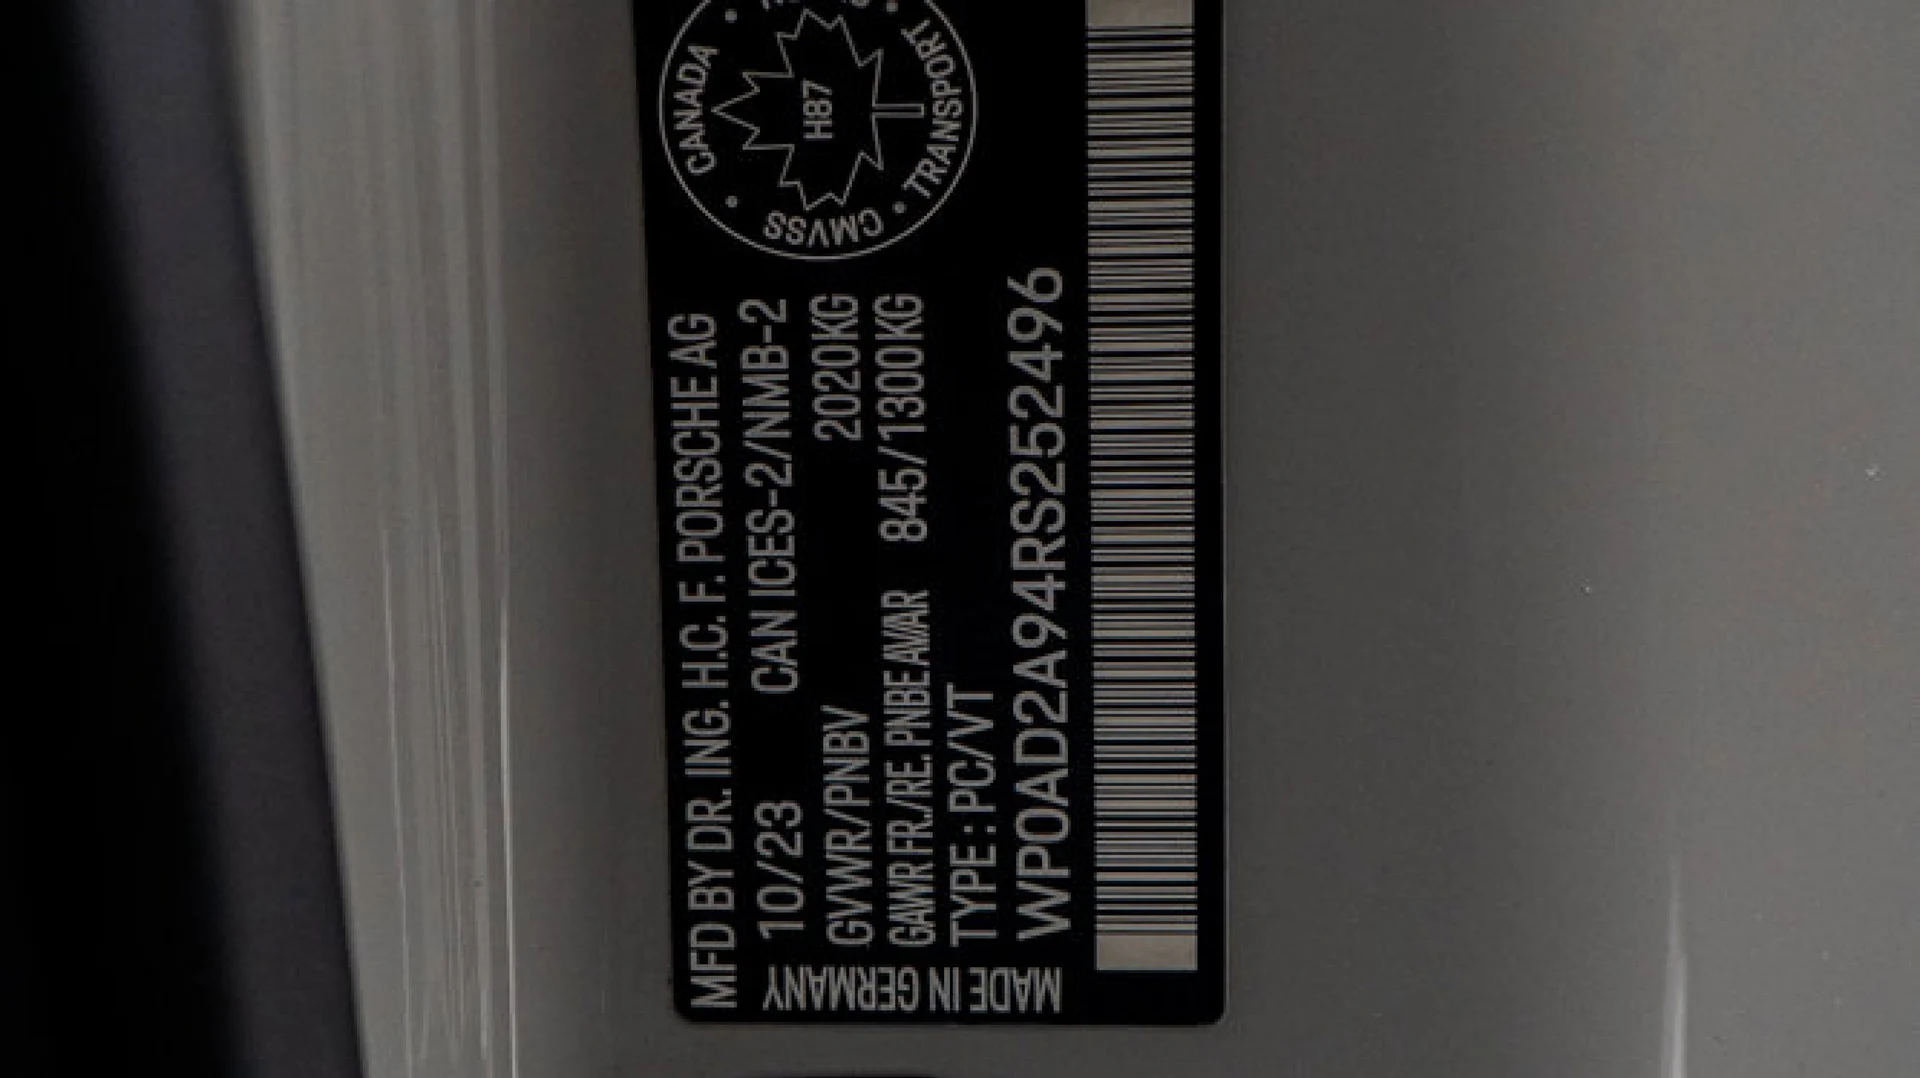 MFD BY DR. ING. H.C. F. PORSCHE AG
10/23 CAN ICES-2/NMB-2
GVWR/PNBV 2020KG
GAWR FR./RE. PNBE AV/AR 845/1300KG
TYPE: PC/VT
WP0AD2A94RS252496
MADE IN GERMANY
CANADA
TRANSPORT
CMVSS
H87